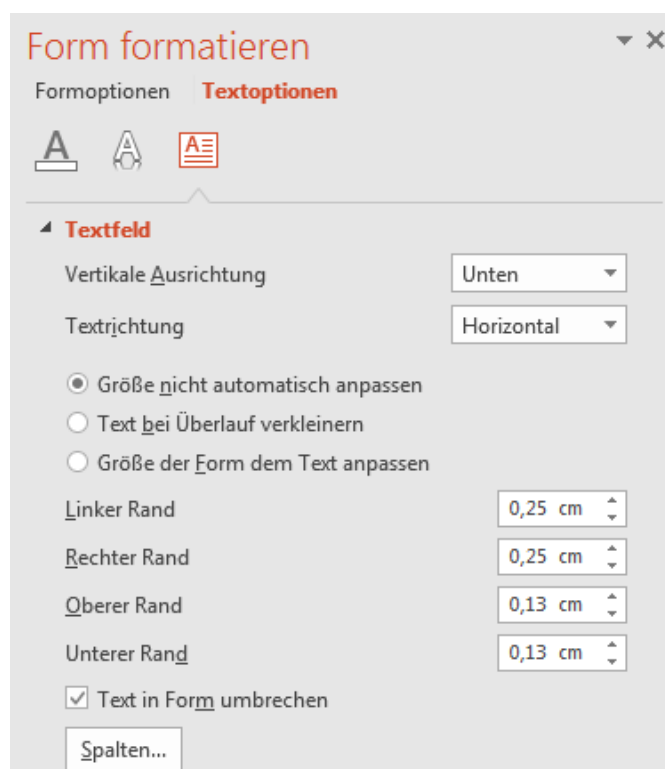 Form formatieren
Formoptionen Textoptionen
Textfeld
Vertikale Ausrichtung Unten
Textrichtung Horizontal
Größe nicht automatisch anpassen
Text bei Überlauf verkleinern
Größe der Form dem Text anpassen
Linker Rand 0,25 cm
Rechter Rand 0,25 cm
Oberer Rand 0,13 cm
Unterer Rand 0,13 cm
Text in Form umbrechen
Spalten...